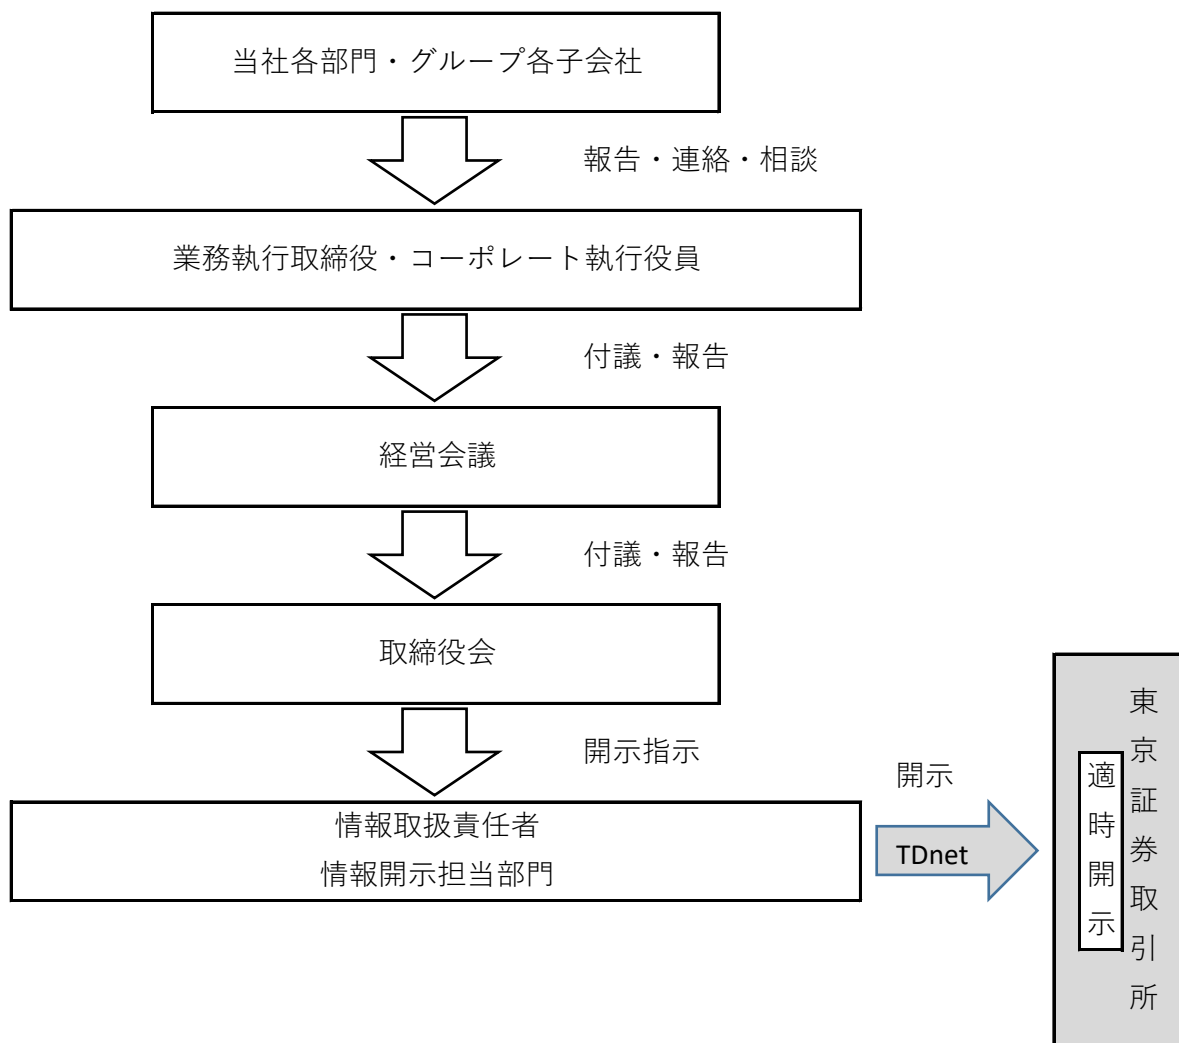 当社各部門・グループ各子会社
報告・連絡・相談
業務執行取締役・コーポレート執行役員
付議・報告
経営会議
付議・報告
取締役会
開示指示
情報取扱責任者
情報開示担当部門
開示
TDnet
適時開示
東京証券取引所